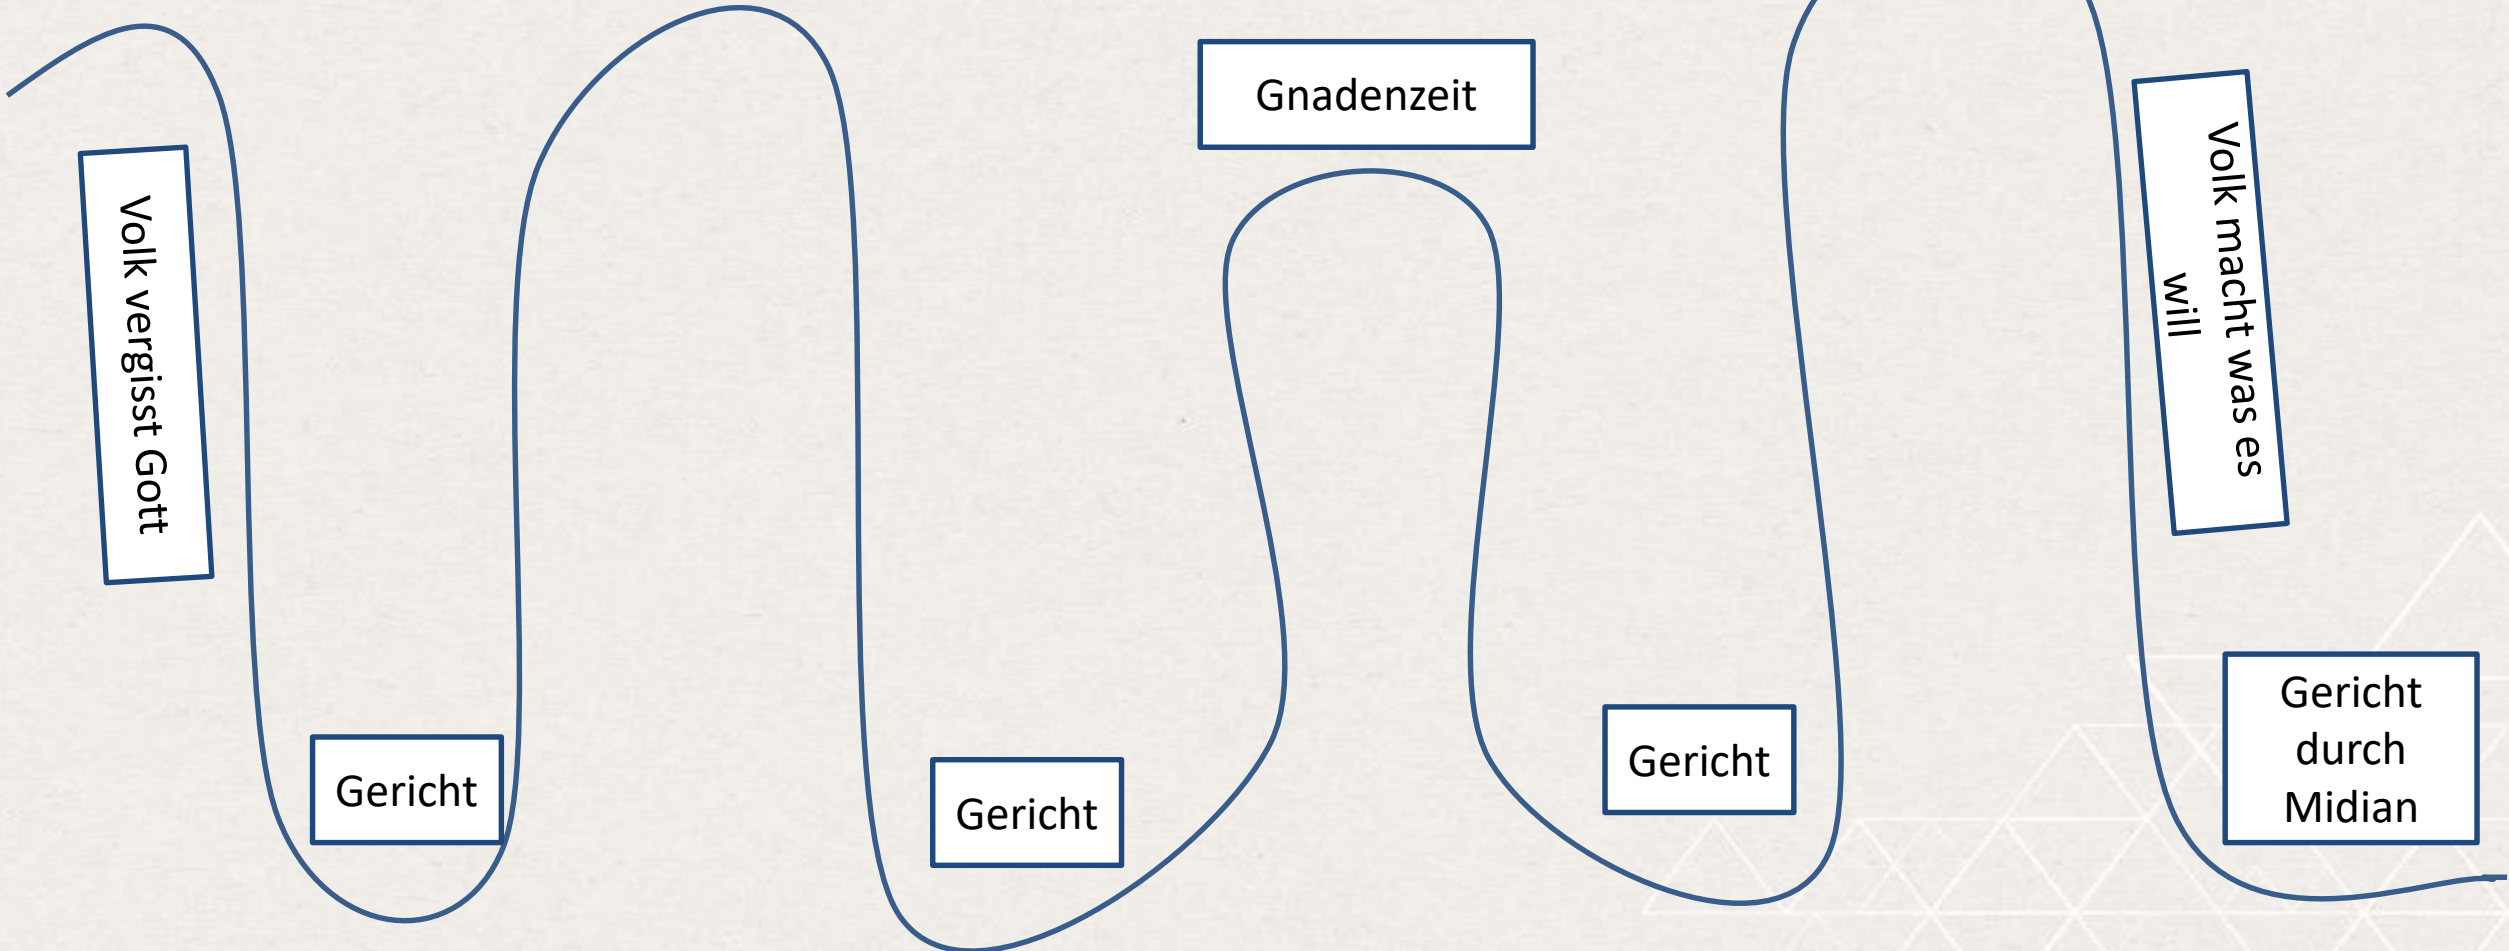 Volk vergisst Gott
Gericht
Gericht
Gnadenzeit
Gericht
Volk macht was es
will
Gericht
durch
Midian